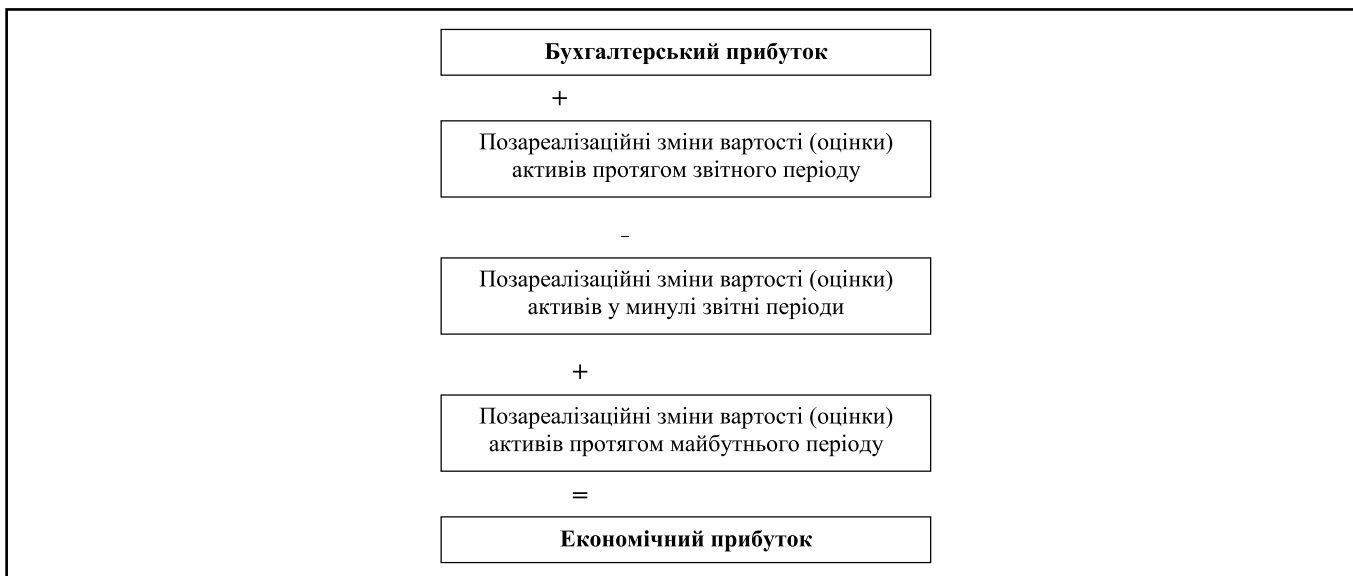 Бухгалтерський прибуток
+
Позареалізаційні зміни вартості (оцінки)
активів протягом звітного періоду
-
Позареалізаційні зміни вартості (оцінки)
активів у минулі звітні періоди
+
Позареалізаційні зміни вартості (оцінки)
активів протягом майбутнього періоду
=
Економічний прибуток